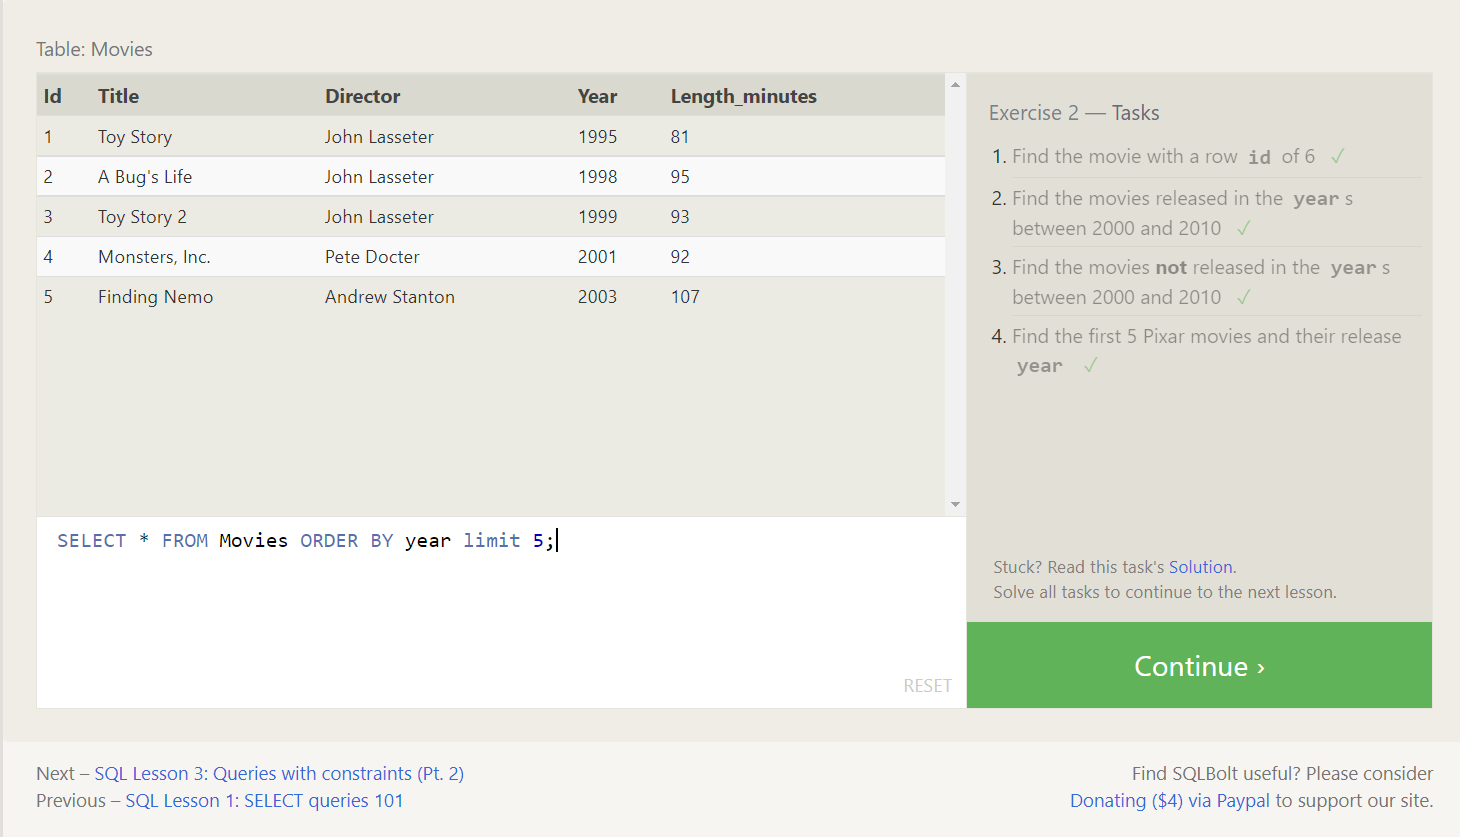 Table: Movies
Id Title Director Year Length_minutes
1 Toy Story John Lasseter 1995 81
2 A Bug's Life John Lasseter 1998 95
3 Toy Story 2 John Lasseter 1999 93
4 Monsters, Inc. Pete Docter 2001 92
5 Finding Nemo Andrew Stanton 2003 107
SELECT * FROM Movies ORDER BY year limit 5;
RESET
Exercise 2 — Tasks
1. Find the movie with a row id of 6 ✓
2. Find the movies released in the year s
between 2000 and 2010 ✓
3. Find the movies not released in the year s
between 2000 and 2010 ✓
4. Find the first 5 Pixar movies and their release
year ✓
Stuck? Read this task's Solution.
Solve all tasks to continue to the next lesson.
Continue ›
Next – SQL Lesson 3: Queries with constraints (Pt. 2)
Previous – SQL Lesson 1: SELECT queries 101
Find SQLBolt useful? Please consider
Donating ($4) via Paypal to support our site.